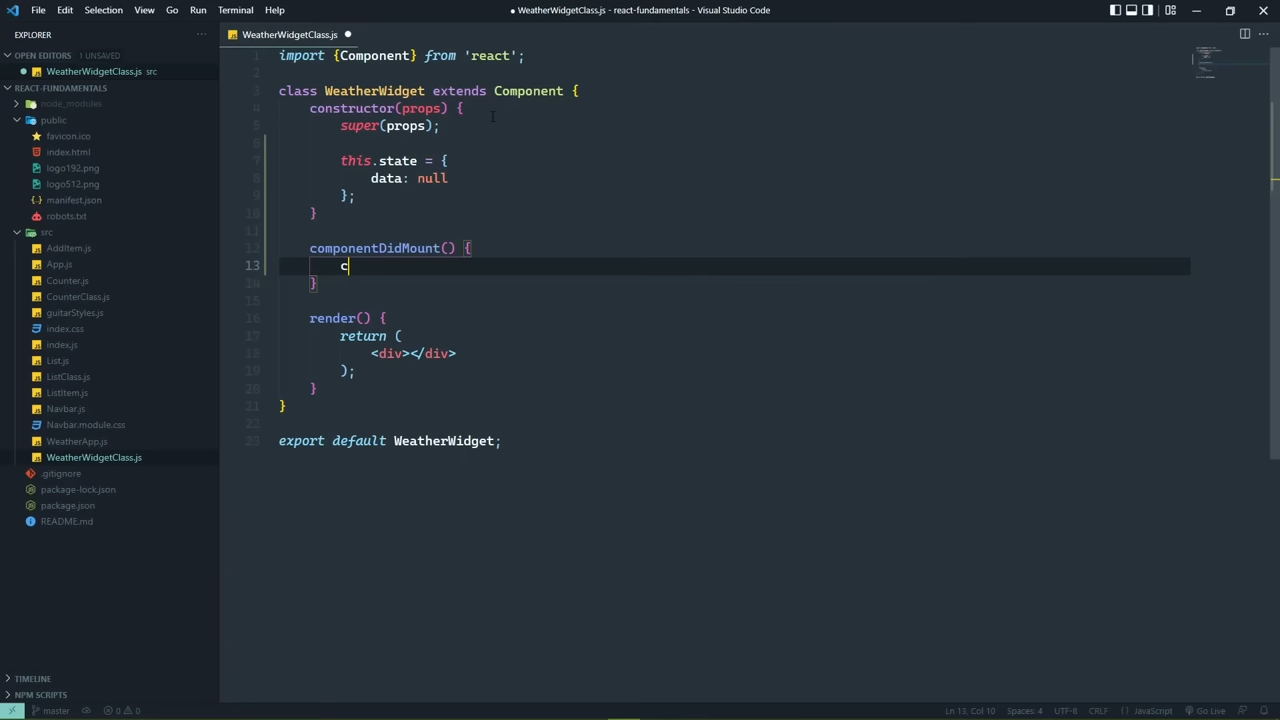 File Edit Selection View Go Run Terminal Help
● WeatherWidgetClass.js - react-fundamentals - Visual Studio Code
EXPLORER
OPEN EDITORS 1 UNSAVED
WeatherWidgetClass.js src
REACT-FUNDAMENTALS
node_modules
public
favicon.ico
index.html
logo192.png
logo512.png
manifest.json
robots.txt
src
AddItem.js
App.js
Counter.js
CounterClass.js
guitarStyles.js
index.css
index.js
List.js
ListClass.js
ListItem.js
Navbar.js
Navbar.module.css
WeatherApp.js
WeatherWidgetClass.js
.gitignore
package-lock.json
package.json
README.md
TIMELINE
NPM SCRIPTS
WeatherWidgetClass.js
1 import {Component} from 'react';
2
3 class WeatherWidget extends Component {
4 constructor(props) {
5 super(props);
6
7 this.state = {
8 data: null
9 };
10 }
11
12 componentDidMount() {
13 c
14 }
15
16 render() {
17 return (
18 <div></div>
19 );
20 }
21 }
22
23 export default WeatherWidget;
master 0 0 Ln 13, Col 10 Spaces: 4 UTF-8 CRLF {} JavaScript Go Live